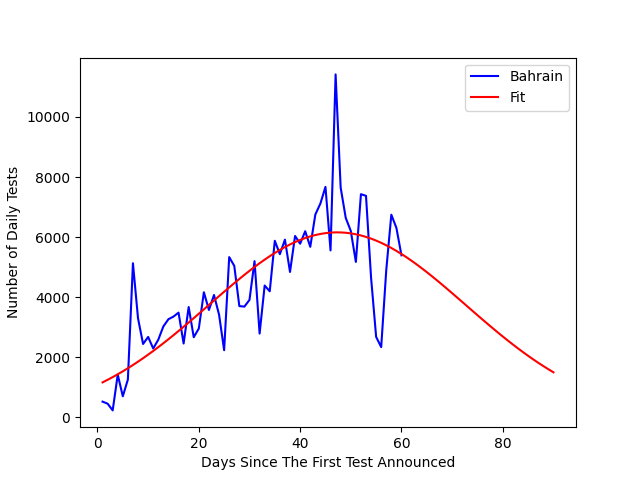 Bahrain
Fit
10000
8000
6000
4000
2000
0
Number of Daily Tests
0 20 40 60 80
Days Since The First Test Announced